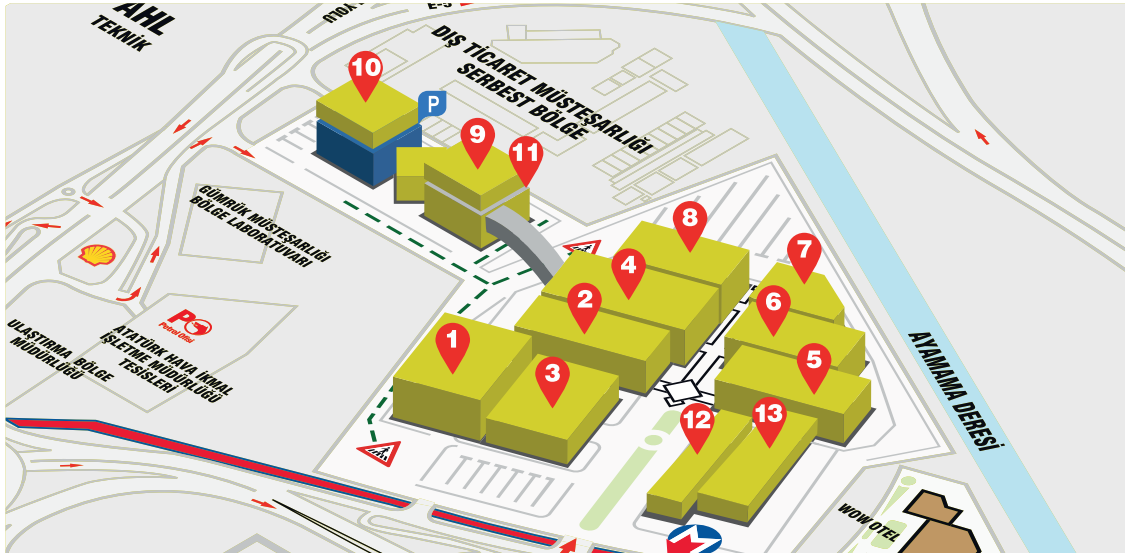 AHL
TEKNİK
E-5
YOLU
DIŞ TİCARET MÜSTEŞARLIĞI
SERBEST BÖLGE
10
P
9
11
GÜMRÜK MÜSTEŞARLIĞI
BÖLGE LABORATUVARI
8
4
7
2
6
1
5
3
12
13
Petrol Ofisi
ULAŞTIRMA BÖLGE
MÜDÜRLÜĞÜ
ATATÜRK HAVA İKMAL
İŞLETME MÜDÜRLÜĞÜ
TESİSLERİ
AYAMAMA DERESİ
WOW OTEL